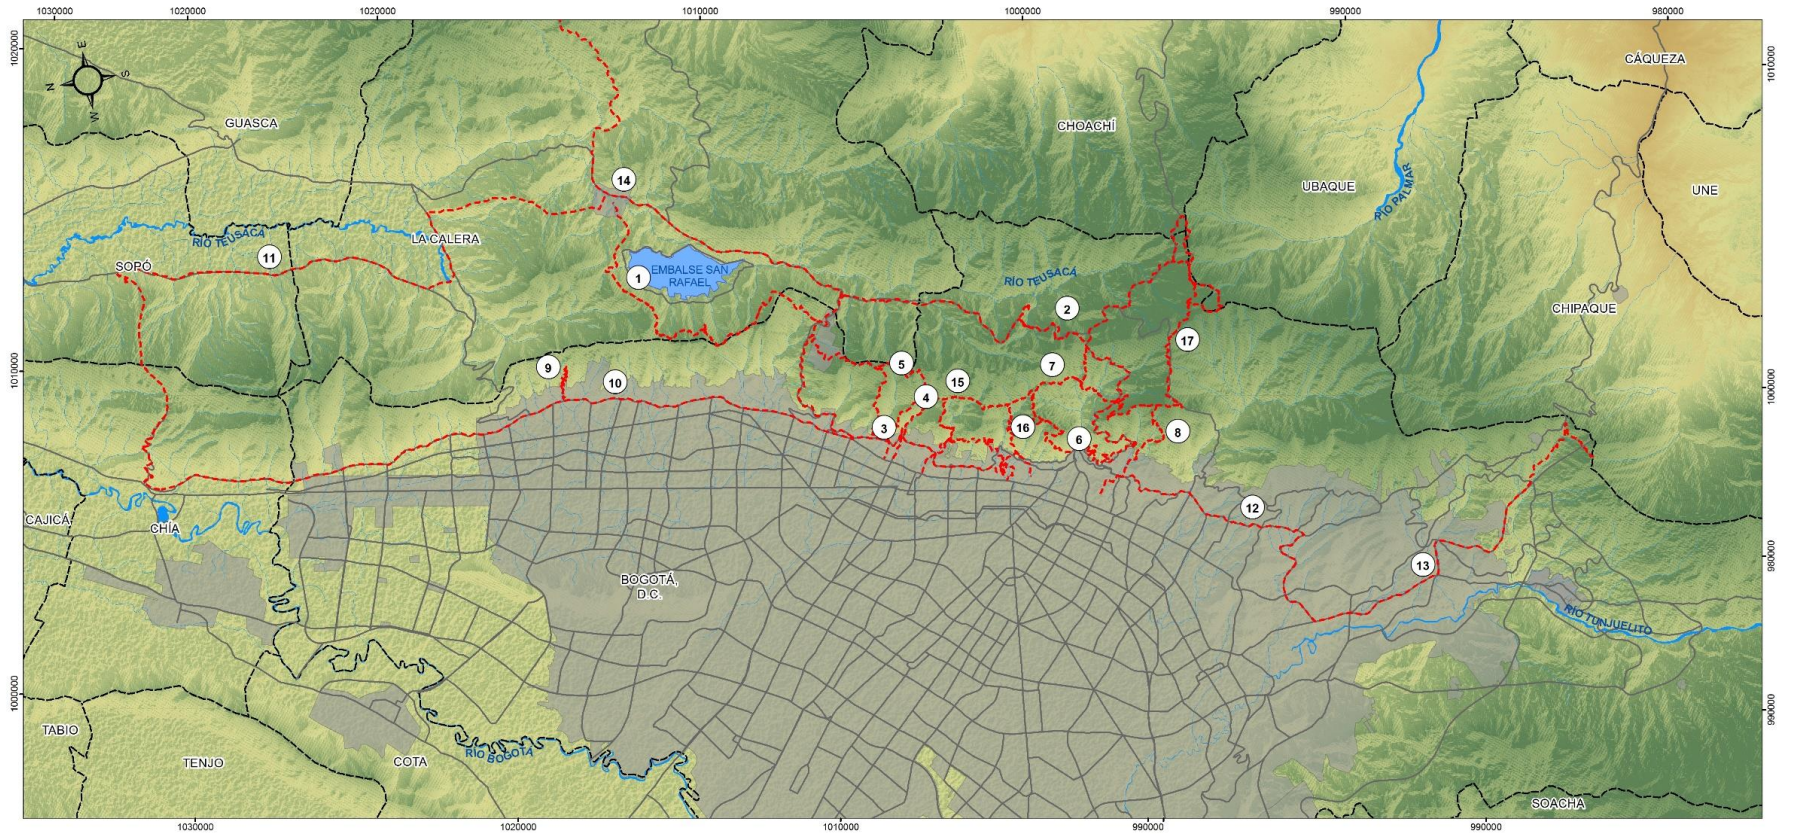 1030000
1020000
1020000
1010000
1000000
990000
980000
1020000
1010000
E
N
S
W
CÁQUEZA
GUASCA
CHOACHÍ
14
UBAQUE
UNE
RÍO PALMAR
RÍO TEUSACÁ
LA CALERA
11
SOPÓ
EMBALSE SAN
RAFAEL
1
RÍO TEUSACÁ
2
CHIPAQUE
17
9
10
5
15
7
4
1010000
1000000
3
16
6
8
12
CAJICÁ
CHÍA
13
980000
BOGOTÁ,
D.C.
RÍO TUNJUELITO
1000000
990000
TABIO
TENJO
COTA
RÍO BOGOTÁ
SOACHA
1030000
1020000
1010000
990000
990000